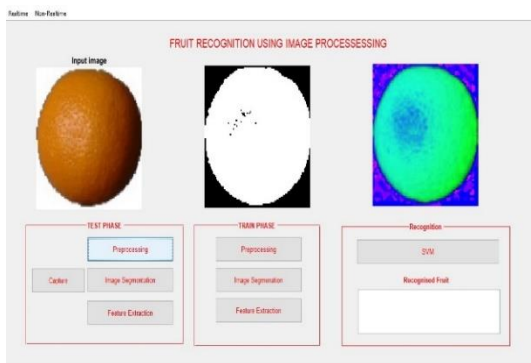 Realtime Non-Realtime
FRUIT RECOGNITION USING IMAGE PROCESSESSING
Input image
TEST PHASE
Preprocessing
Capture
Image Segmentation
Feature Extraction
TRAIN PHASE
Preprocessing
Image Segmenation
Feature Extraction
Recognition
SVM
Recognised Fruit